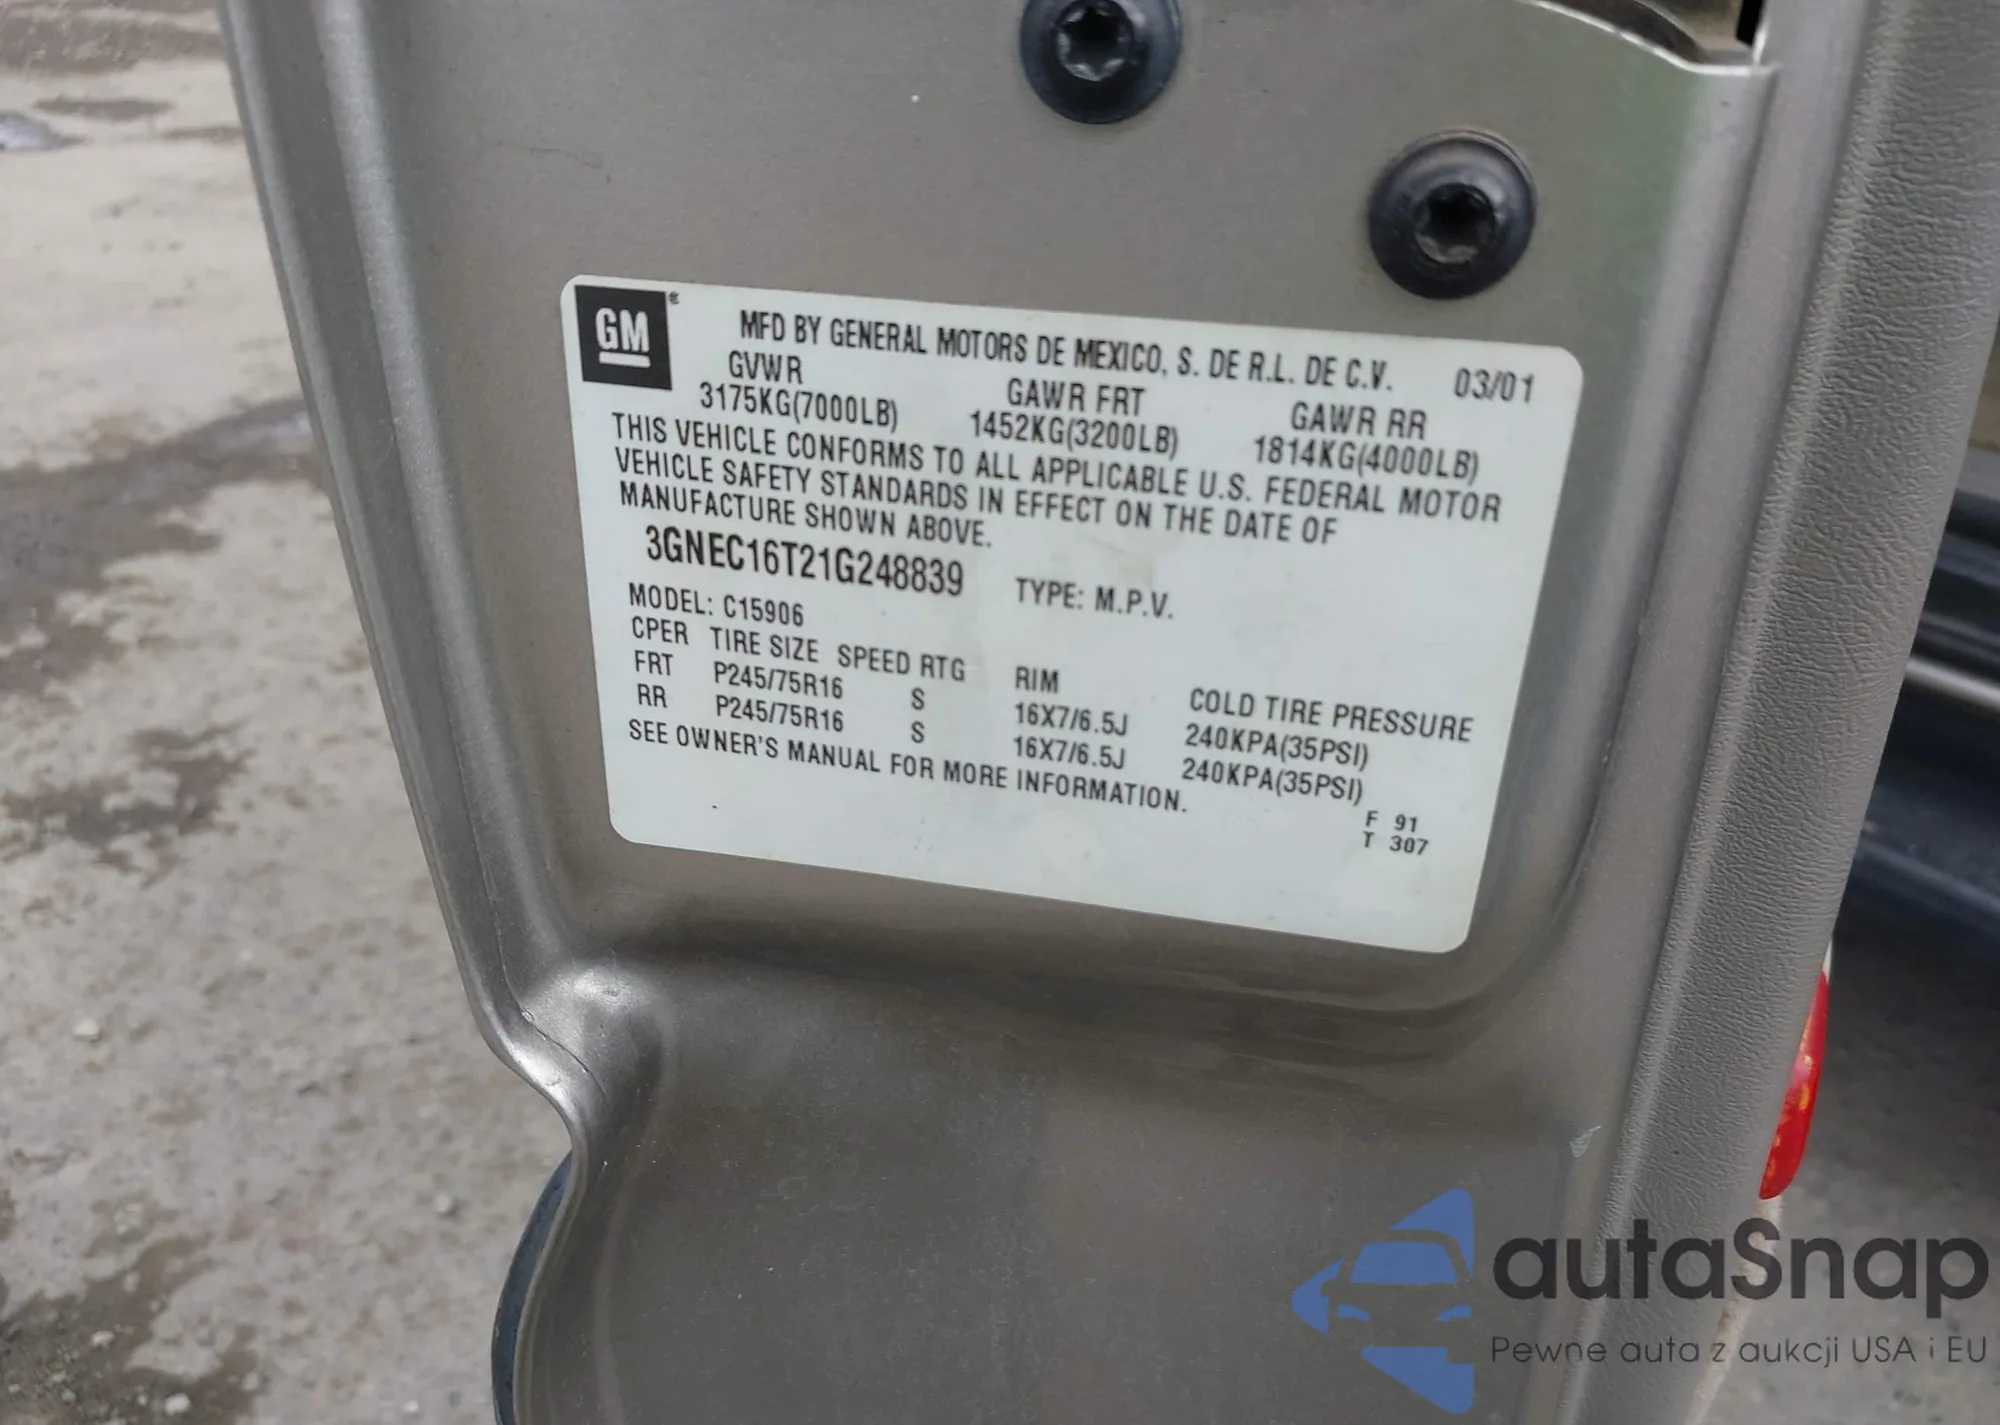 GM®
MFD BY GENERAL MOTORS DE MEXICO, S. DE R.L. DE C.V. 03/01
GVWR GAWR FRT GAWR RR
3175KG(7000LB) 1452KG(3200LB) 1814KG(4000LB)
THIS VEHICLE CONFORMS TO ALL APPLICABLE U.S. FEDERAL MOTOR
VEHICLE SAFETY STANDARDS IN EFFECT ON THE DATE OF
MANUFACTURE SHOWN ABOVE.
3GNEC16T21G248839 TYPE: M.P.V.
MODEL: C15906
CPER TIRE SIZE SPEED RTG RIM COLD TIRE PRESSURE
FRT P245/75R16 S 16X7/6.5J 240KPA(35PSI)
RR P245/75R16 S 16X7/6.5J 240KPA(35PSI)
SEE OWNER'S MANUAL FOR MORE INFORMATION.
F 91
T 307
autaSnap
Pewne auta z aukcji USA i EU